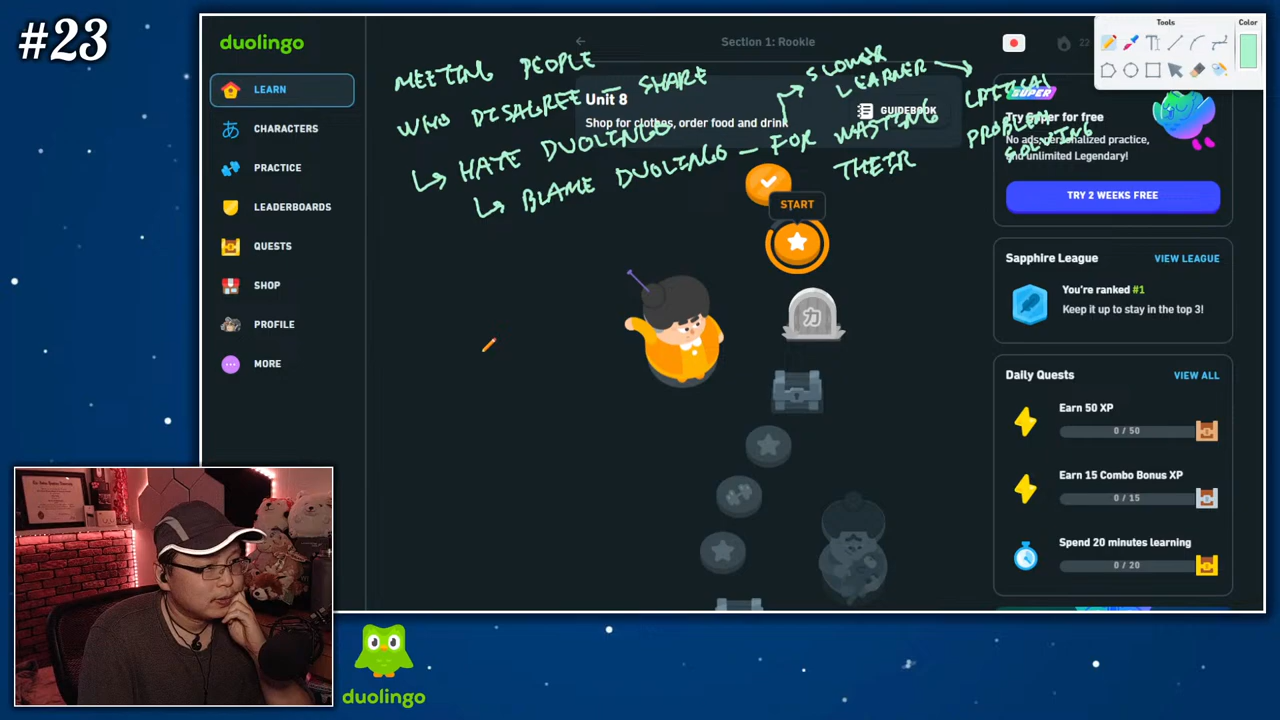 #23
duolingo
LEARN
CHARACTERS
PRACTICE
LEADERBOARDS
QUESTS
SHOP
PROFILE
MORE
Section 1: Rookie
22
Unit 8
Shop for clothes, order food and drink
GUIDEBOOK
MEETING PEOPLE
WHO DISAGREE – SHARE
↳ HATE DUOLINGO
↳ BLAME DUOLINGO – FOR WASTING
THEIR
SLOWER
LEARNER →
CRITICAL
PROBLEM
SOLVING
START
力
Tools
Color
SUPER
Try Super for free
No ads, personalized practice,
and unlimited Legendary!
TRY 2 WEEKS FREE
Sapphire League
VIEW LEAGUE
You're ranked #1
Keep it up to stay in the top 3!
Daily Quests
VIEW ALL
Earn 50 XP
0 / 50
Earn 15 Combo Bonus XP
0 / 15
Spend 20 minutes learning
0 / 20
duolingo